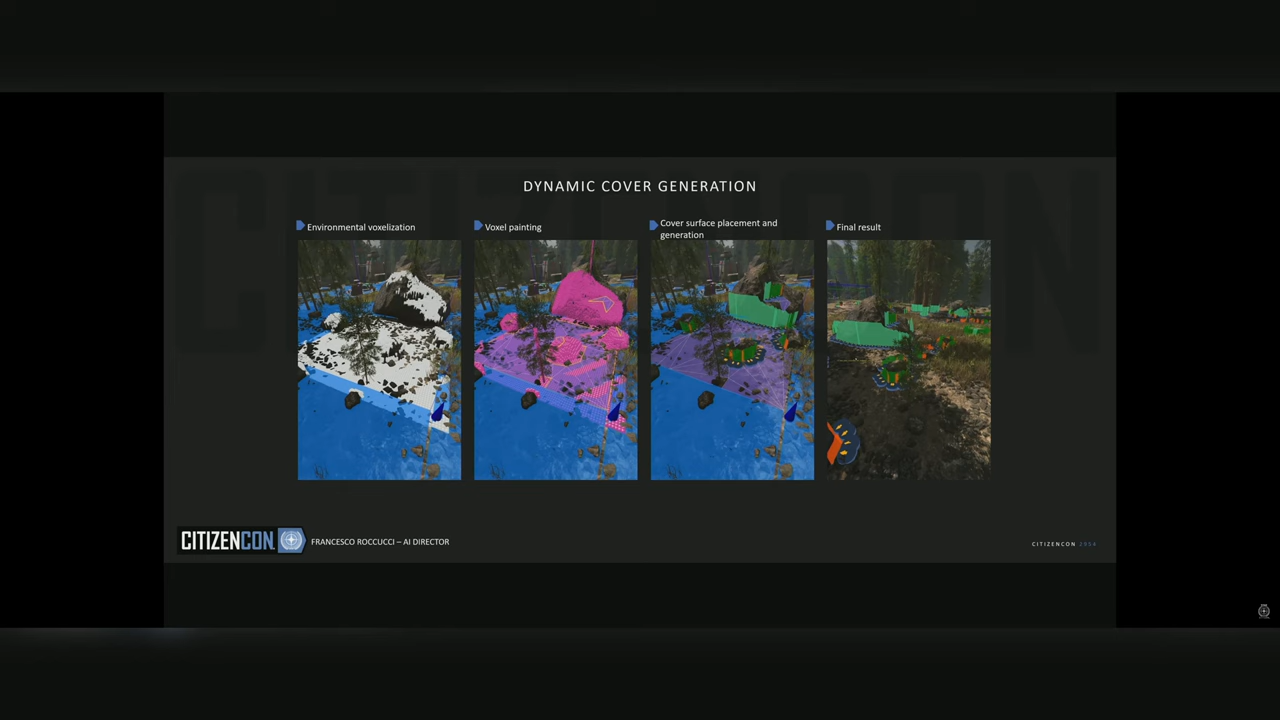 DYNAMIC COVER GENERATION
Environmental voxelization
Voxel painting
Cover surface placement and
generation
Final result
CITIZENCON
FRANCESCO ROCCUCCI – AI DIRECTOR
CITIZENCON 2954